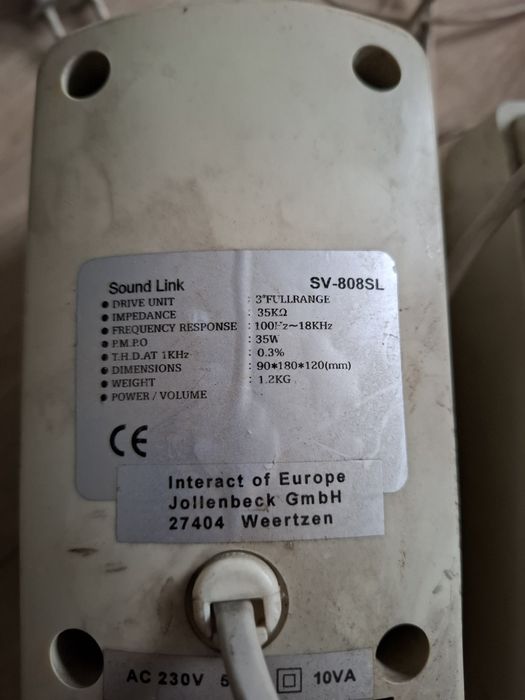 Sound Link SV-808SL
● DRIVE UNIT : 3"FULLRANGE
● IMPEDANCE : 35KΩ
● FREQUENCY RESPONSE : 100Hz~18KHz
● P.M.P.O : 35W
● T.H.D.AT 1KHz : 0.3%
● DIMENSIONS : 90*180*120(mm)
● WEIGHT : 1.2KG
● POWER / VOLUME
CE
Interact of Europe
Jollenbeck GmbH
27404 Weertzen
AC 230V 10VA